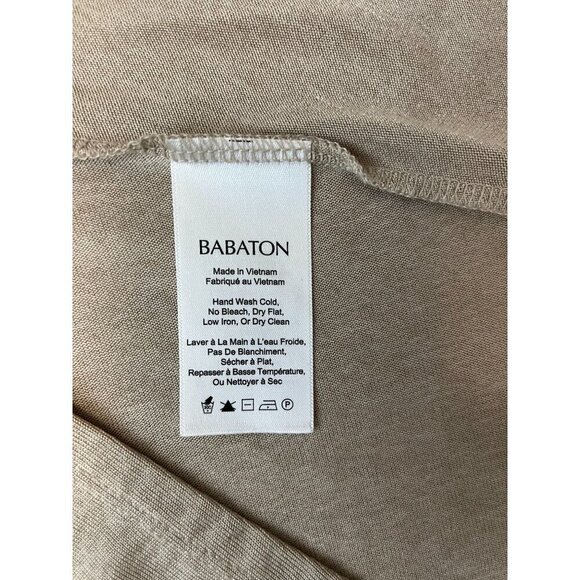 BABATON
Made in Vietnam
Fabriqué au Vietnam
Hand Wash Cold,
No Bleach, Dry Flat,
Low Iron, Or Dry Clean
Laver à La Main à L'eau Froide,
Pas De Blanchiment,
Sécher à Plat,
Repasser à Basse Température,
Ou Nettoyer à Sec
P